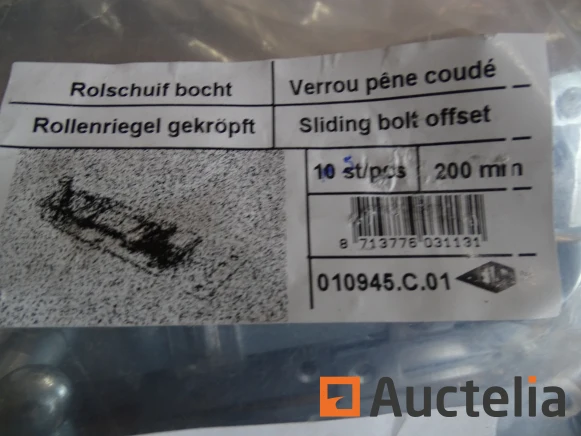 Rolschuif bocht
Verrou pêne coudé
Rollenriegel gekröpft
Sliding bolt offset
10 st/pcs
200 mm
8 713776 031131
010945.C.01
Auctelia